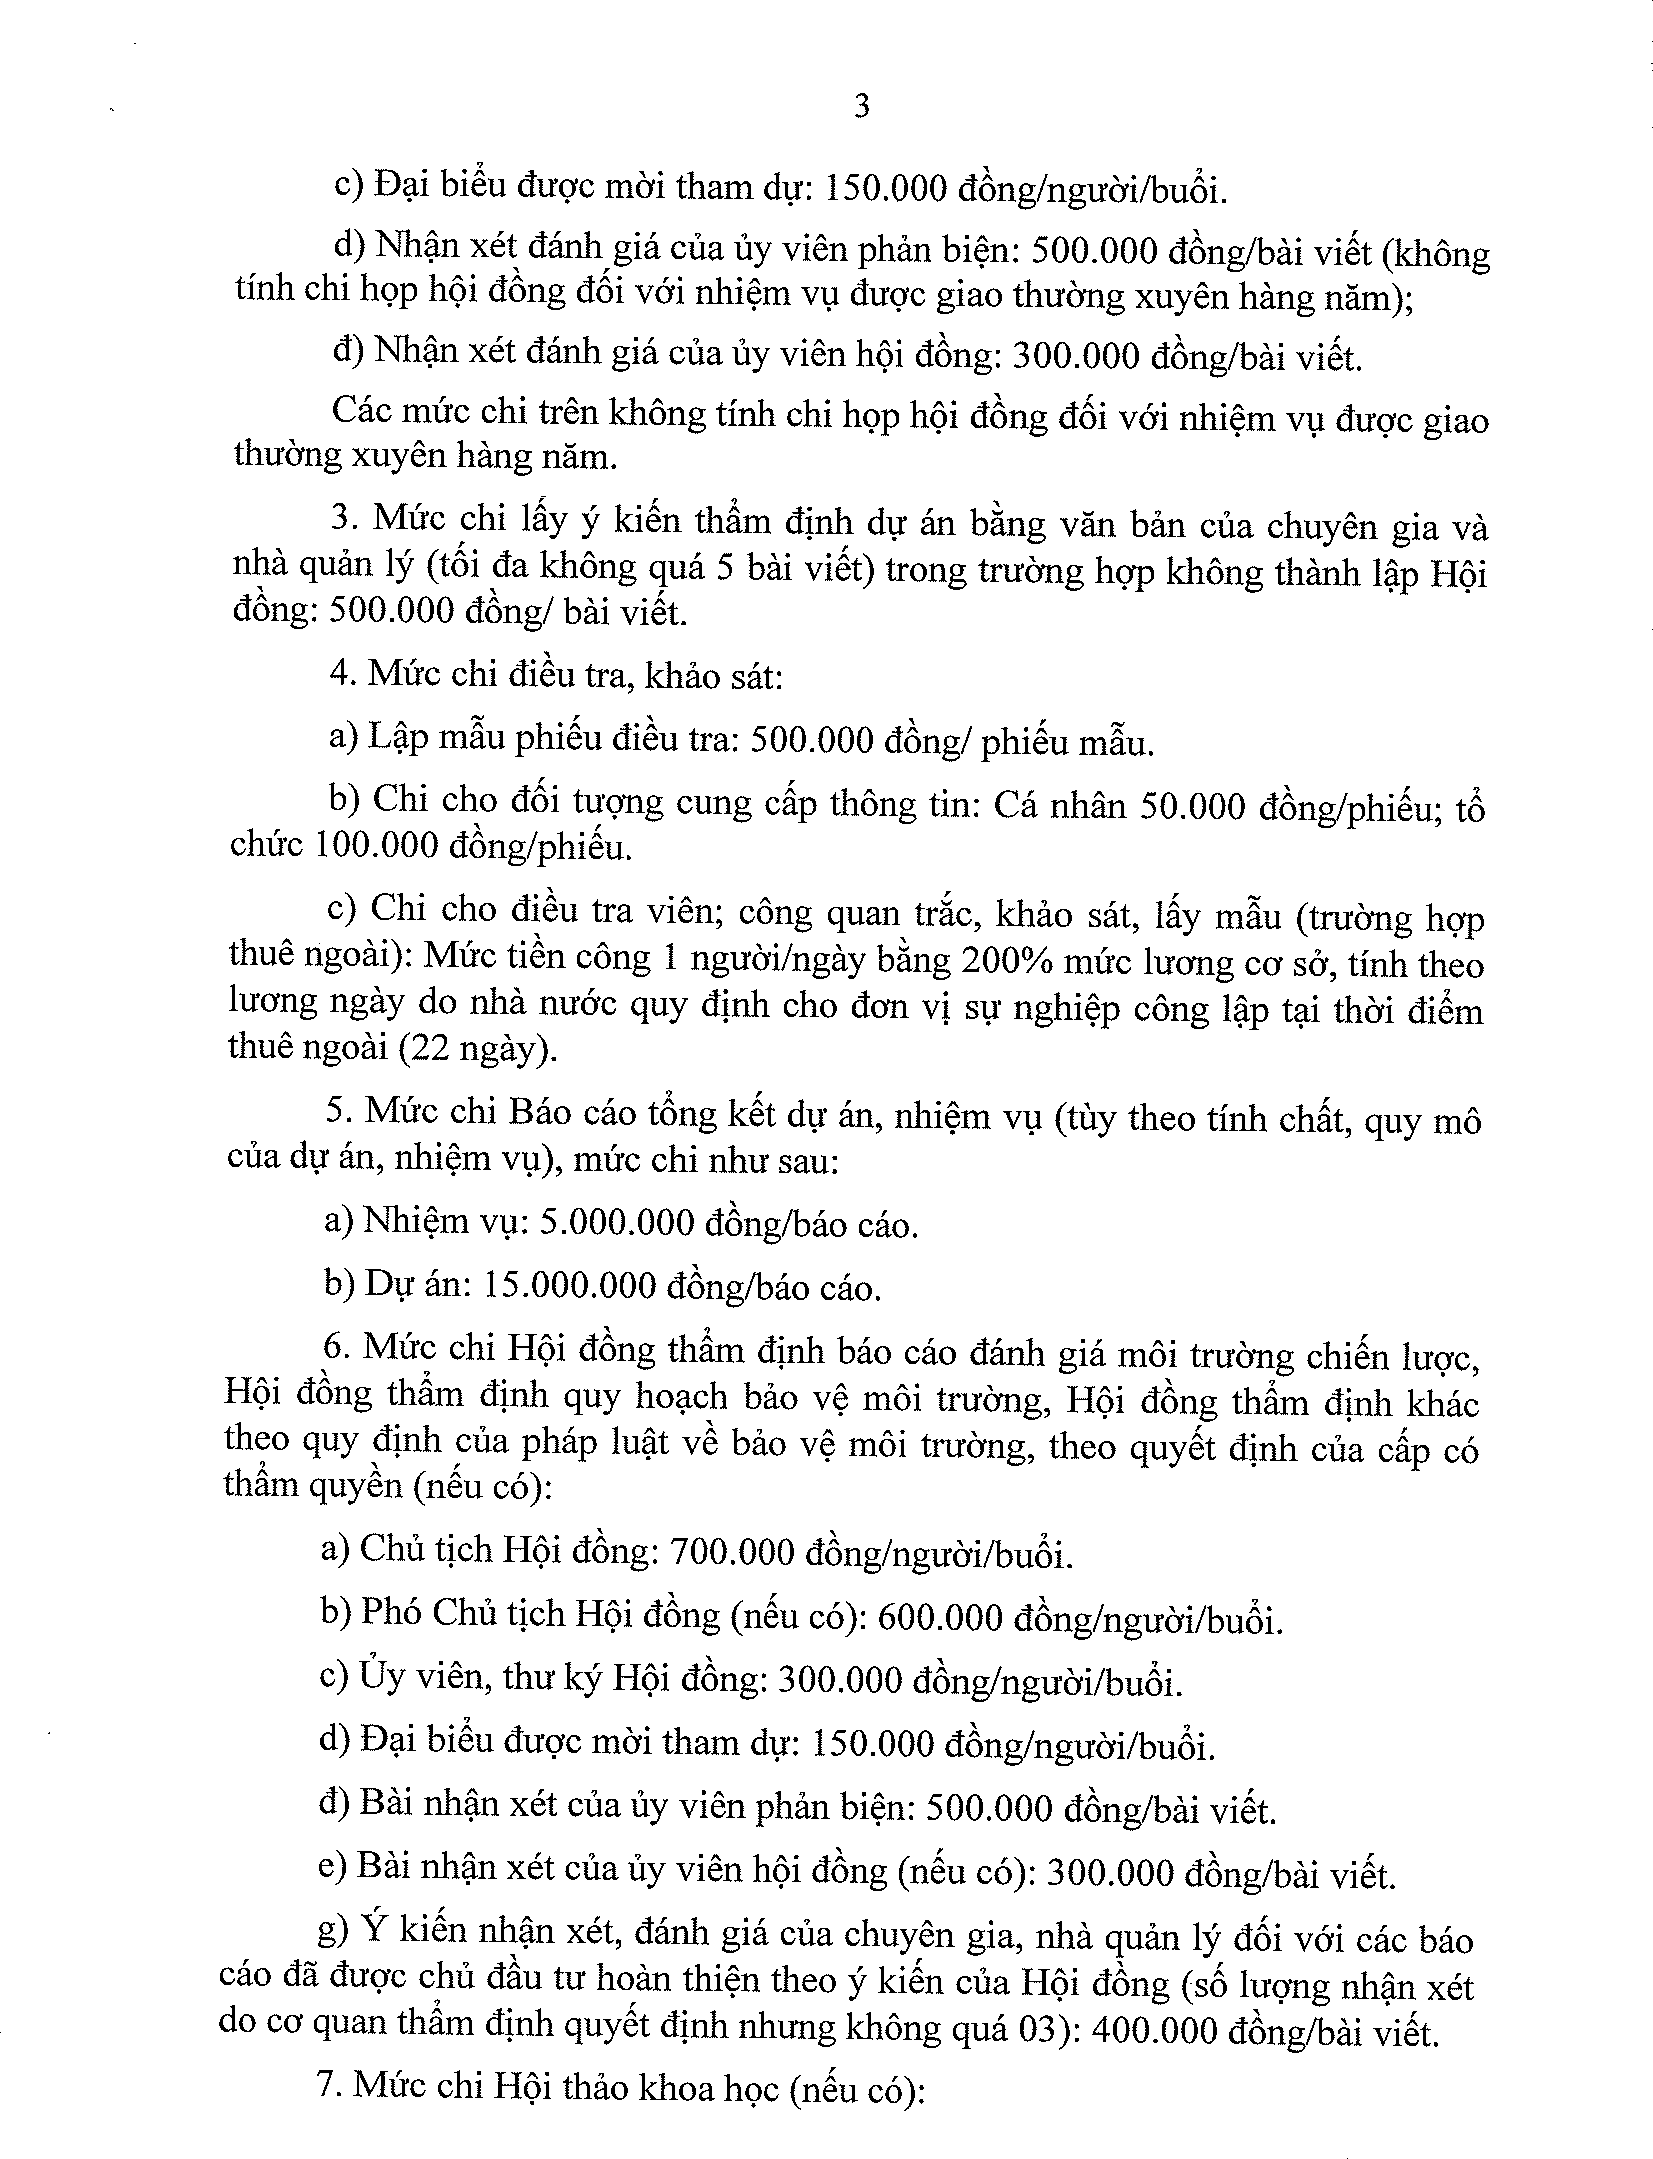 3
c) Đại biểu được mời tham dự: 150.000 đồng/người/buổi.
d) Nhận xét đánh giá của ủy viên phản biện: 500.000 đồng/bài viết (không
tính chi họp hội đồng đối với nhiệm vụ được giao thường xuyên hàng năm);
đ) Nhận xét đánh giá của ủy viên hội đồng: 300.000 đồng/bài viết.
Các mức chi trên không tính chi họp hội đồng đối với nhiệm vụ được giao
thường xuyên hàng năm.
3. Mức chi lấy ý kiến thẩm định dự án bằng văn bản của chuyên gia và
nhà quản lý (tối đa không quá 5 bài viết) trong trường hợp không thành lập Hội
đồng: 500.000 đồng/ bài viết.
4. Mức chi điều tra, khảo sát:
a) Lập mẫu phiếu điều tra: 500.000 đồng/ phiếu mẫu.
b) Chi cho đối tượng cung cấp thông tin: Cá nhân 50.000 đồng/phiếu; tổ
chức 100.000 đồng/phiếu.
c) Chi cho điều tra viên; công quan trắc, khảo sát, lấy mẫu (trường hợp
thuê ngoài): Mức tiền công 1 người/ngày bằng 200% mức lương cơ sở, tính theo
lương ngày do nhà nước quy định cho đơn vị sự nghiệp công lập tại thời điểm
thuê ngoài (22 ngày).
5. Mức chi Báo cáo tổng kết dự án, nhiệm vụ (tùy theo tính chất, quy mô
của dự án, nhiệm vụ), mức chi như sau:
a) Nhiệm vụ: 5.000.000 đồng/báo cáo.
b) Dự án: 15.000.000 đồng/báo cáo.
6. Mức chi Hội đồng thẩm định báo cáo đánh giá môi trường chiến lược,
Hội đồng thẩm định quy hoạch bảo vệ môi trường, Hội đồng thẩm định khác
theo quy định của pháp luật về bảo vệ môi trường, theo quyết định của cấp có
thẩm quyền (nếu có):
a) Chủ tịch Hội đồng: 700.000 đồng/người/buổi.
b) Phó Chủ tịch Hội đồng (nếu có): 600.000 đồng/người/buổi.
c) Ủy viên, thư ký Hội đồng: 300.000 đồng/người/buổi.
d) Đại biểu được mời tham dự: 150.000 đồng/người/buổi.
đ) Bài nhận xét của ủy viên phản biện: 500.000 đồng/bài viết.
e) Bài nhận xét của ủy viên hội đồng (nếu có): 300.000 đồng/bài viết.
g) Ý kiến nhận xét, đánh giá của chuyên gia, nhà quản lý đối với các báo
cáo đã được chủ đầu tư hoàn thiện theo ý kiến của Hội đồng (số lượng nhận xét
do cơ quan thẩm định quyết định nhưng không quá 03): 400.000 đồng/bài viết.
7. Mức chi Hội thảo khoa học (nếu có):